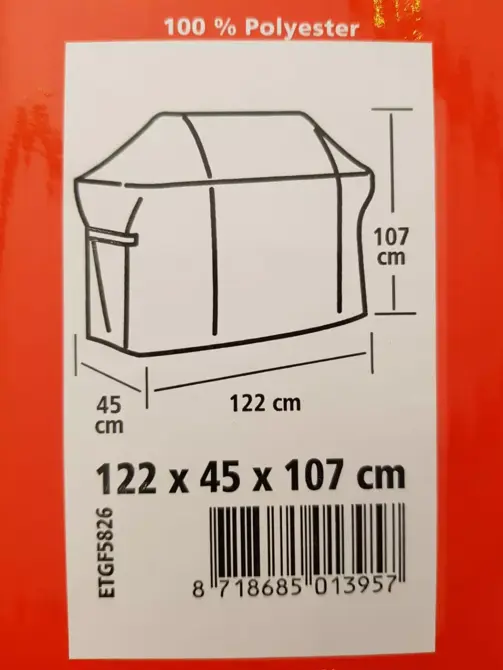 100 % Polyester
107
cm
45
cm
122 cm
122 x 45 x 107 cm
ETGF5826
8 718685 013957